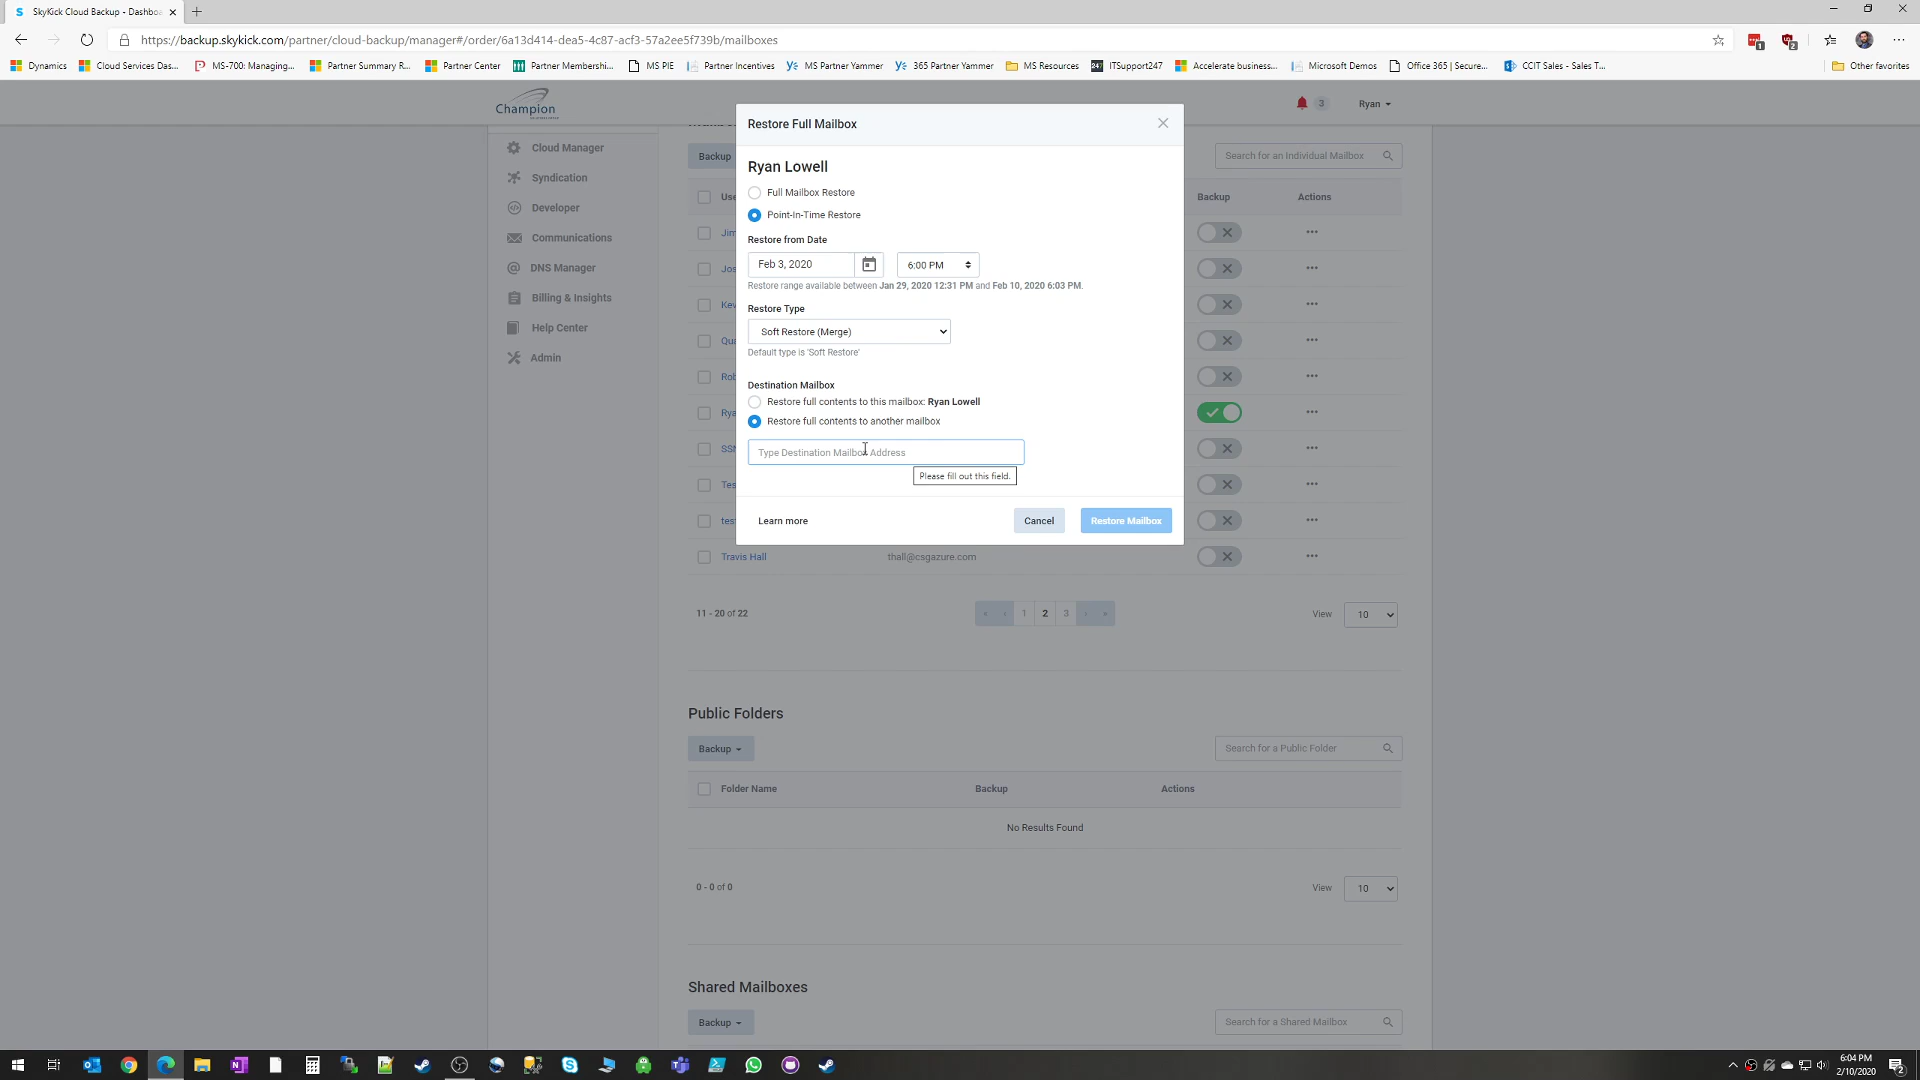 SkyKick Cloud Backup - Dashboa
https://backup.skykick.com/partner/cloud-backup/manager#/order/6a13d414-dea5-4c87-acf3-57a2ee5f739b/mailboxes
1
2
Dynamics
Cloud Services Das...
MS-700: Managing...
Partner Summary R...
Partner Center
Partner Membershi...
MS PIE
Partner Incentives
MS Partner Yammer
365 Partner Yammer
MS Resources
ITSupport247
Accelerate business...
Microsoft Demos
Office 365 | Secure...
CCIT Sales - Sales T...
Other favorites
Champion
3
Ryan
Cloud Manager
Syndication
Developer
Communications
DNS Manager
Billing & Insights
Help Center
Admin
Restore Full Mailbox
Ryan Lowell
Full Mailbox Restore
Point-In-Time Restore
Restore from Date
Feb 3, 2020
6:00 PM
Restore range available between Jan 29, 2020 12:31 PM and Feb 10, 2020 6:03 PM.
Restore Type
Soft Restore (Merge)
Default type is 'Soft Restore'
Destination Mailbox
Restore full contents to this mailbox: Ryan Lowell
Restore full contents to another mailbox
Type Destination Mailbox Address
Please fill out this field.
Learn more
Cancel
Restore Mailbox
Backup
Search for an Individual Mailbox
Use
Backup
Actions
Jim
Jos
Kev
Qua
Rob
Rya
SSM
Tes
tes
Travis Hall
thall@csgazure.com
11 - 20 of 22
« ‹ 1 2 3 › »
View
10
Public Folders
Backup
Search for a Public Folder
Folder Name
Backup
Actions
No Results Found
0 - 0 of 0
View
10
Shared Mailboxes
Backup
Search for a Shared Mailbox
6:04 PM
2/10/2020
2